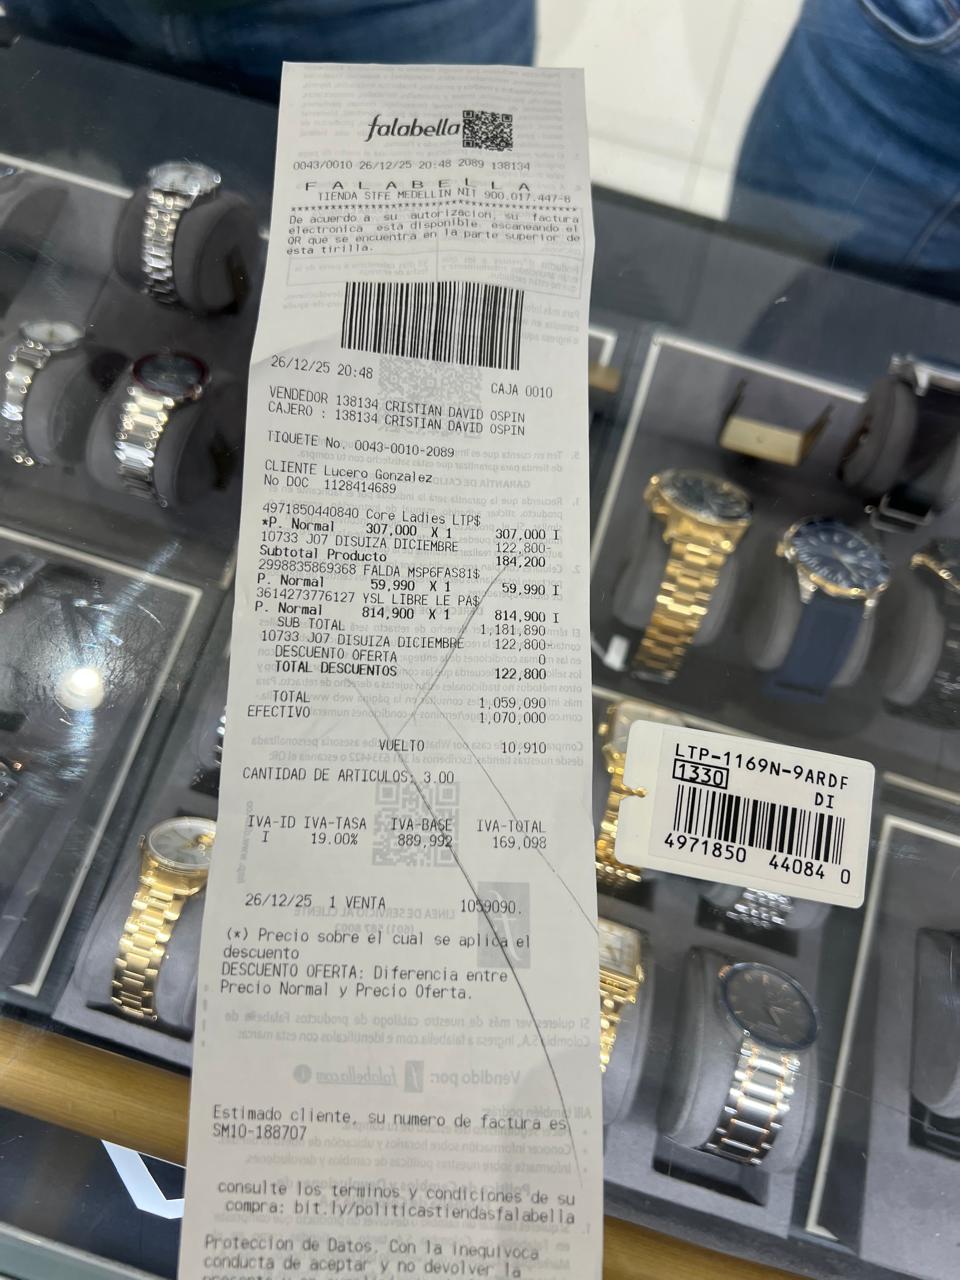 falabella
0043/0010 26/12/25 20:48 2089 138134
F A L A B E L L A
TIENDA STFE MEDELLIN NIT 900.017.447-8
****************************************
De acuerdo a su autorizacion, su factura
electronica esta disponible escaneando el
QR que se encuentra en la parte superior de
esta tirilla.
26/12/25 20:48 CAJA 0010
VENDEDOR 138134 CRISTIAN DAVID OSPIN
CAJERO : 138134 CRISTIAN DAVID OSPIN
TIQUETE No. 0043-0010-2089
CLIENTE Lucero Gonzalez
No DOC 1128414689
4971850440840 Core Ladies LTP$
*P. Normal 307,000 X 1 307,000 I
10733 J07 DISUIZA DICIEMBRE 122,800-
Subtotal Producto 184,200
2998835869368 FALDA MSP6FAS81$
P. Normal 59,990 X 1 59,990 I
3614273776127 YSL LIBRE LE PA$
P. Normal 814,900 X 1 814,900 I
SUB TOTAL 1,181,890
10733 J07 DISUIZA DICIEMBRE 122,800-
DESCUENTO OFERTA 0
TOTAL DESCUENTOS 122,800
TOTAL 1,059,090
EFECTIVO 1,070,000
VUELTO 10,910
CANTIDAD DE ARTICULOS: 3.00
IVA-ID IVA-TASA IVA-BASE IVA-TOTAL
I 19.00% 889,992 169,098
26/12/25 1 VENTA 1059090.
(*) Precio sobre el cual se aplica el
descuento
DESCUENTO OFERTA: Diferencia entre
Precio Normal y Precio Oferta.
Estimado cliente, su numero de factura es
SM10-188707
consulte los terminos y condiciones de su
compra: bit.ly/politicastiendasfalabella
Proteccion de Datos. Con la inequivoca
conducta de aceptar y no devolver la
LTP-1169N-9ARDF
1330
DI
4971850 44084 0